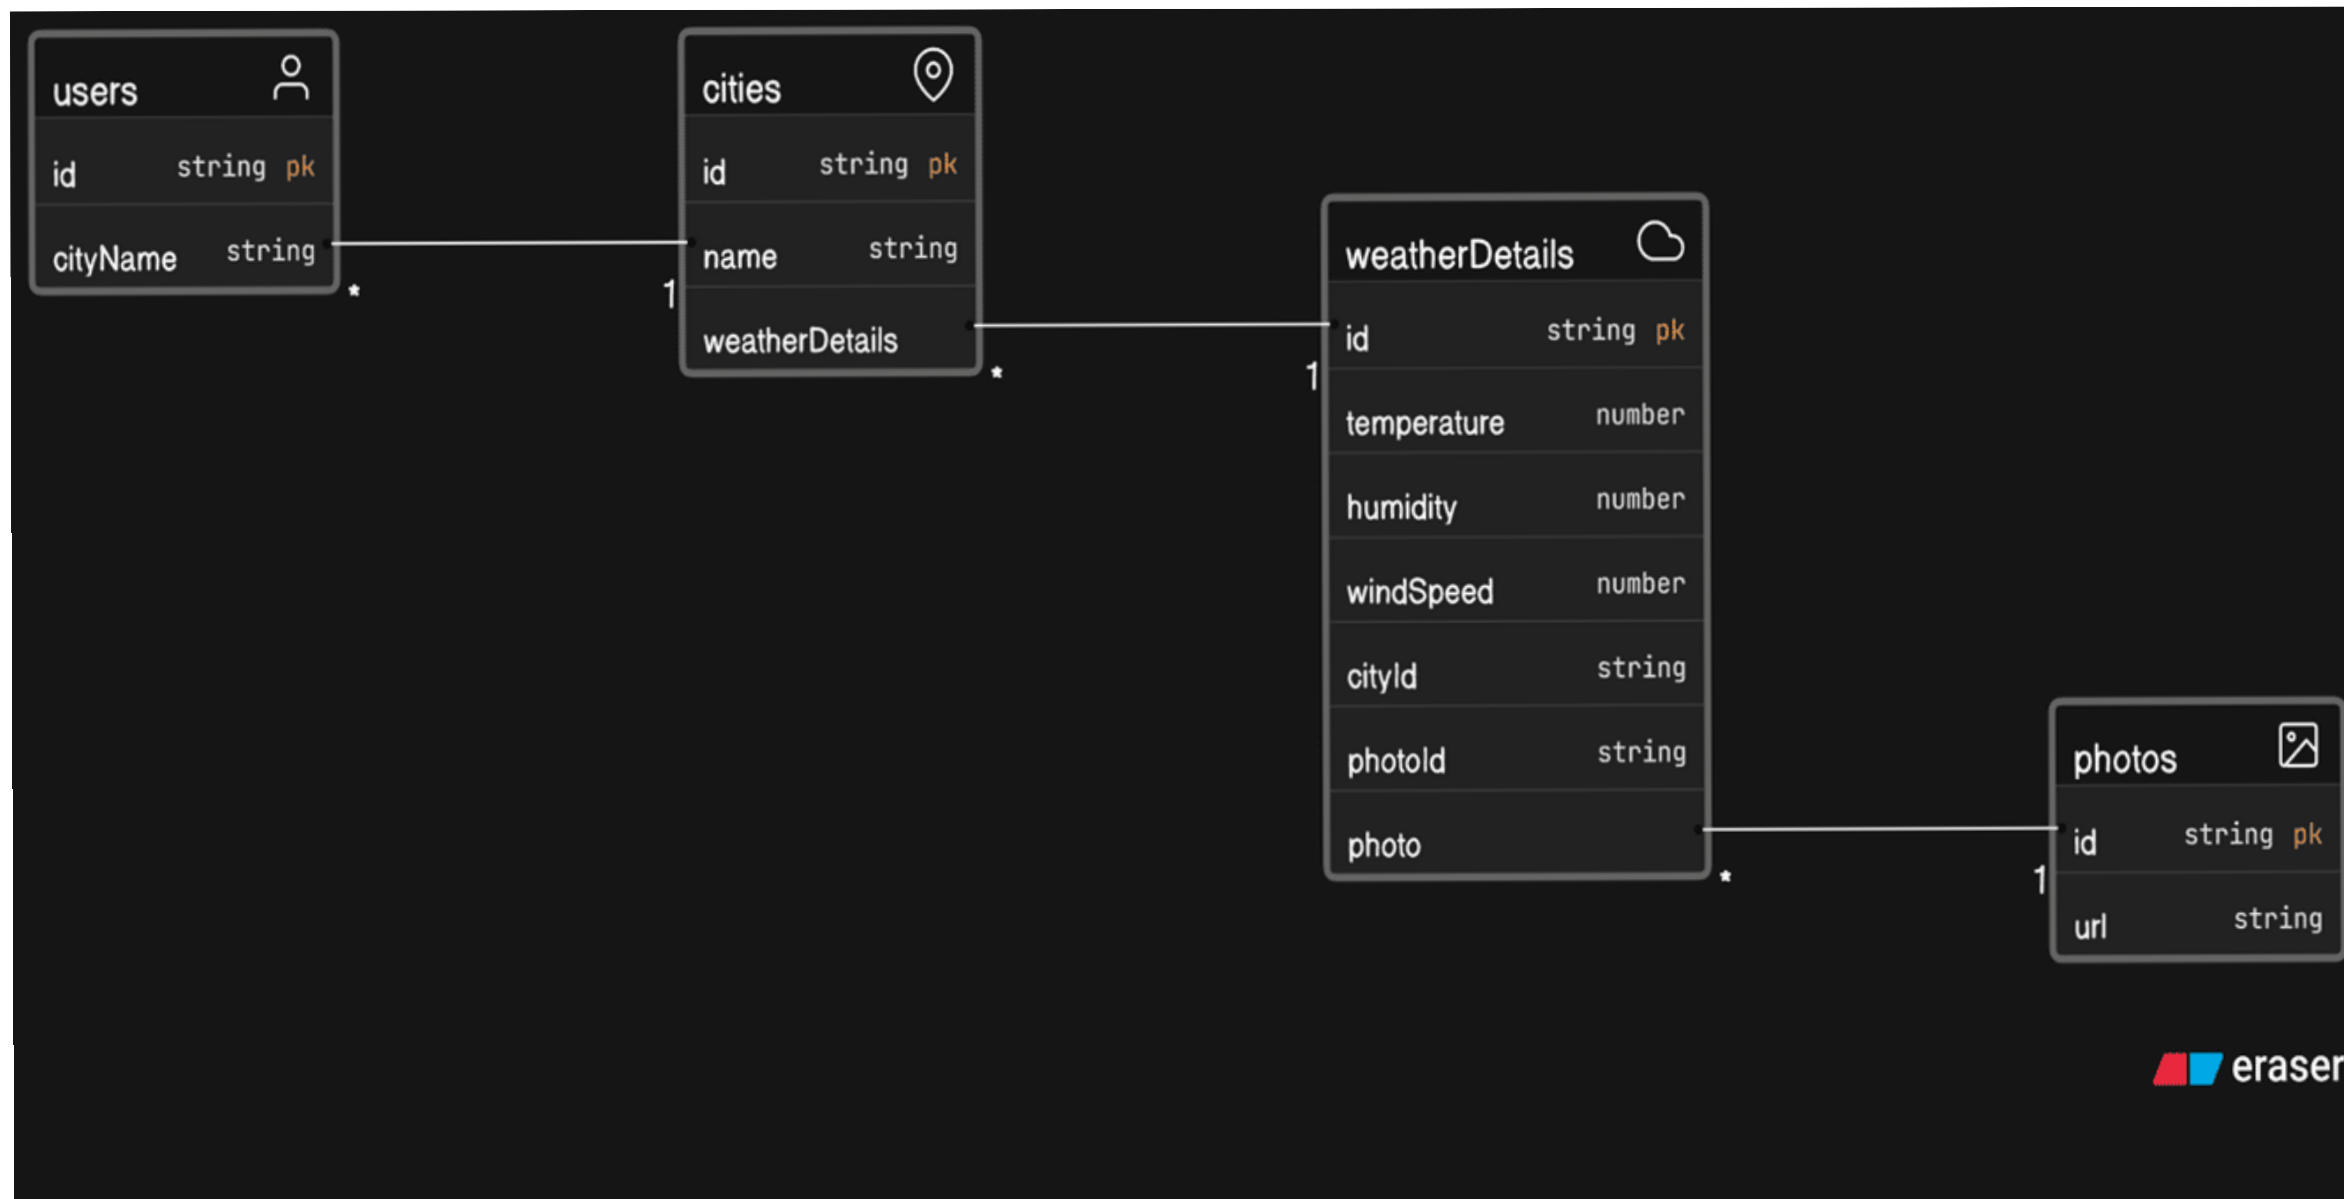 users
id string pk
cityName string
*
1
cities
id string pk
name string
weatherDetails
*
1
weatherDetails
id string pk
temperature number
humidity number
windSpeed number
cityId string
photoId string
photo
*
1
photos
id string pk
url string
eraser